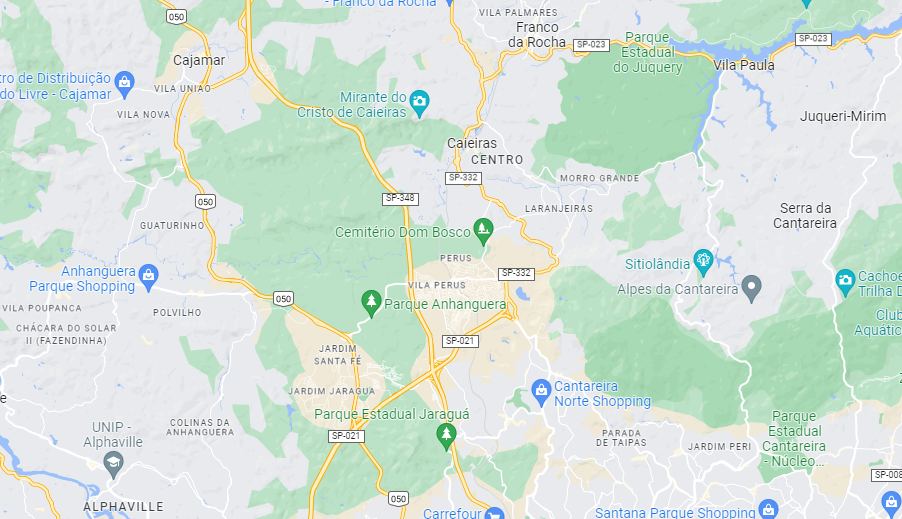 - Franco da Rocha
050
VILA PALMARES
Franco
da Rocha
SP-023
Parque
Estadual
do Juquery
SP-023
Vila Paula
Cajamar
tro de Distribuição
do Livre - Cajamar
VILA UNIÃO
VILA NOVA
Mirante do
Cristo de Caieiras
Juqueri-Mirim
Caieiras
CENTRO
SP-332
MORRO GRANDE
SP-348
050
LARANJEIRAS
Serra da
Cantareira
GUATURINHO
Cemitério Dom Bosco
PERUS
SP-332
Sitiolândia
Alpes da Cantareira
Cachoe
Trilha D
Anhanguera
Parque Shopping
VILA PERUS
050
Parque Anhanguera
VILA POUPANCA
POLVILHO
CHÁCARA DO SOLAR
II (FAZENDINHA)
Club
Aquátic
SP-021
JARDIM
SANTA FÉ
JARDIM JARAGUA
Cantareira
Norte Shopping
Parque Estadual Jaraguá
COLINAS DA
ANHANGUERA
UNIP -
Alphaville
SP-021
PARADA
DE TAIPAS
JARDIM PERI
Parque
Estadual
Cantareira
- Núcleo...
SP-008
050
ALPHAVILLE
Carrefour
Santana Parque Shopping